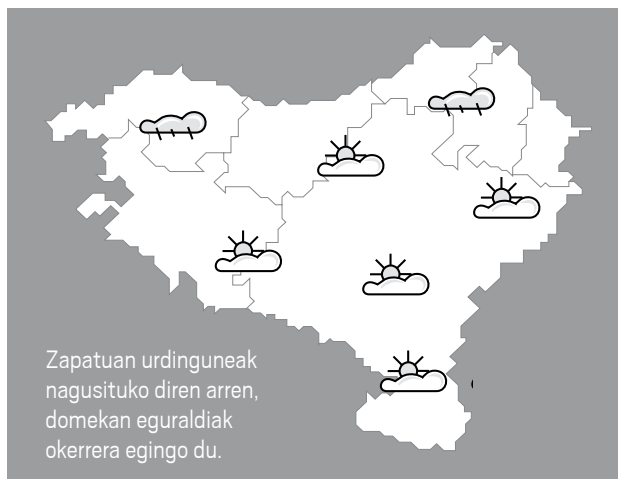 Zapatuan urdinguneak
nagusituko diren arren,
domekan eguraldiak
okerrera egingo du.